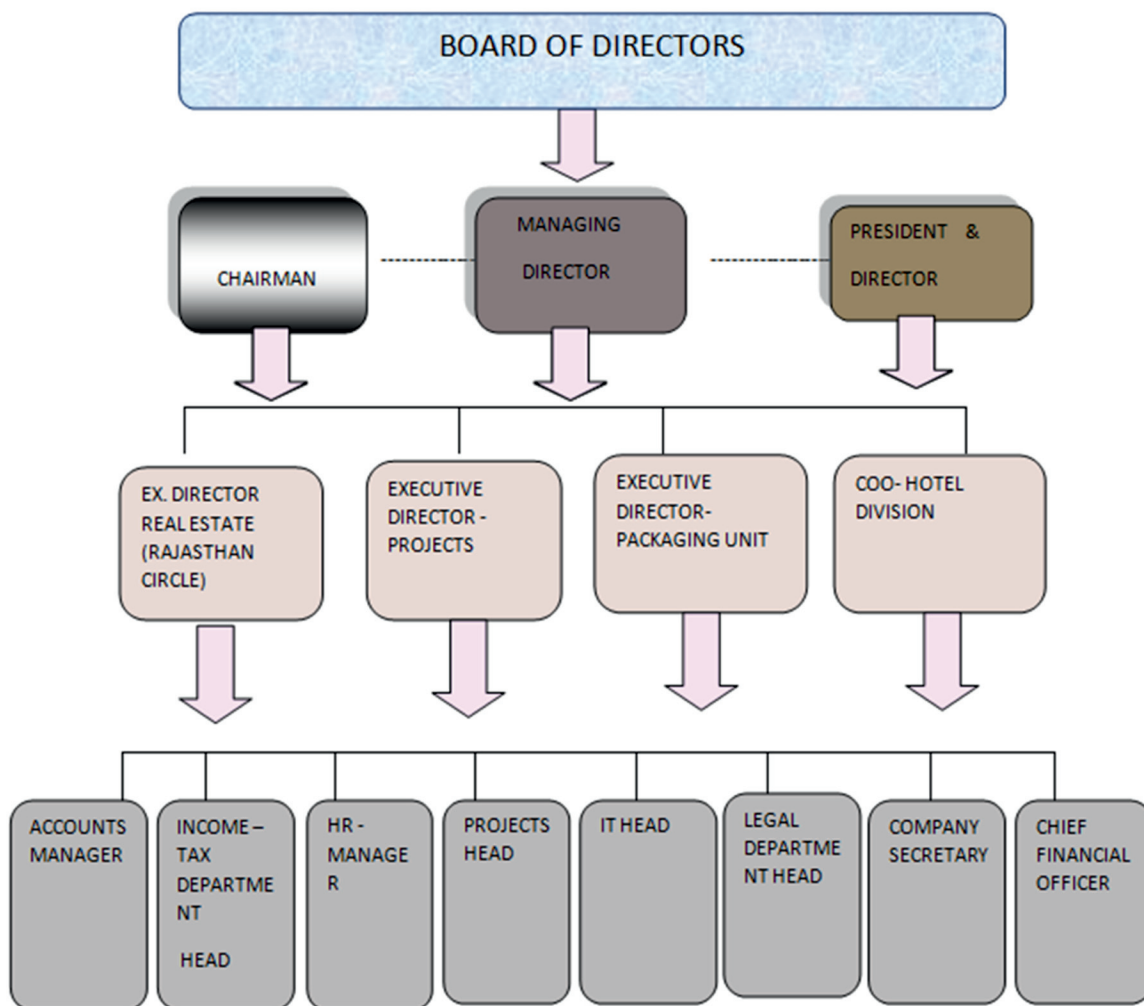 BOARD OF DIRECTORS
CHAIRMAN
MANAGING
DIRECTOR
PRESIDENT &
DIRECTOR
EX. DIRECTOR
REAL ESTATE
(RAJASTHAN
CIRCLE)
EXECUTIVE
DIRECTOR -
PROJECTS
EXECUTIVE
DIRECTOR-
PACKAGING UNIT
COO- HOTEL
DIVISION
ACCOUNTS
MANAGER
INCOME –
TAX
DEPARTME
NT
HEAD
HR -
MANAGE
R
PROJECTS
HEAD
IT HEAD
LEGAL
DEPARTME
NT HEAD
COMPANY
SECRETARY
CHIEF
FINANCIAL
OFFICER